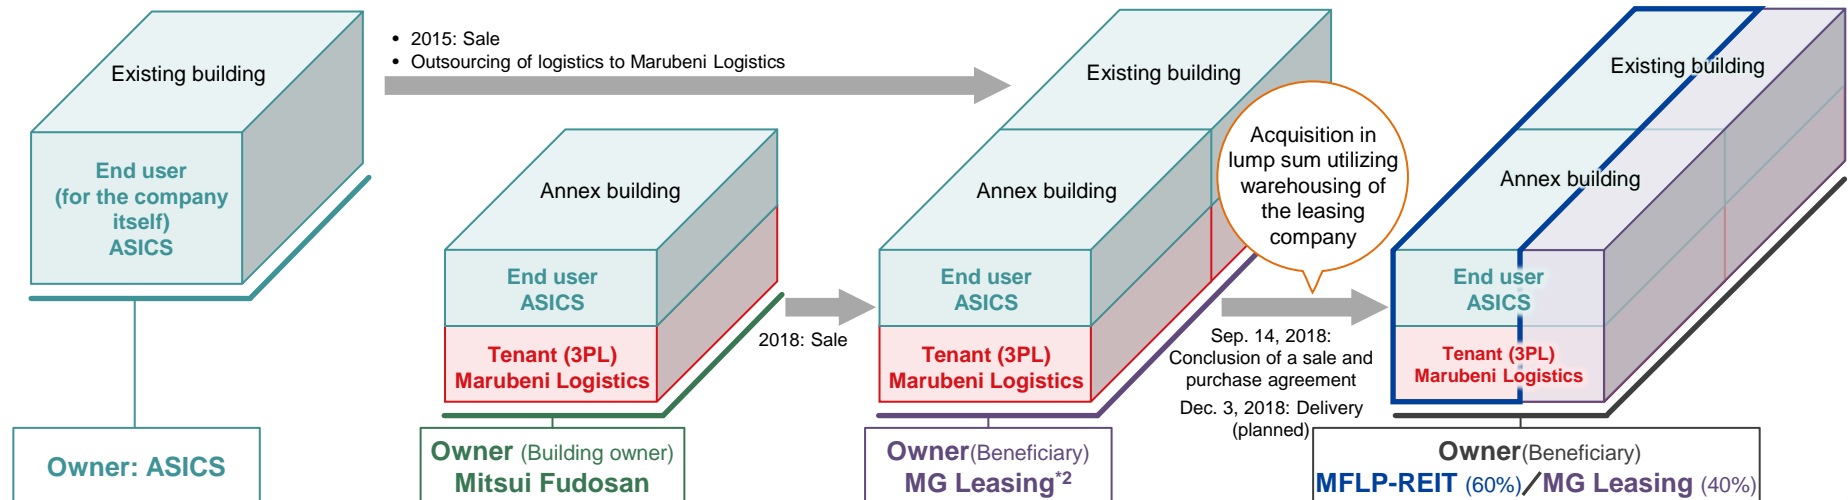 Existing building
End user
(for the company
itself)
ASICS
Owner: ASICS
• 2015: Sale
• Outsourcing of logistics to Marubeni Logistics
Annex building
End user
ASICS
Tenant (3PL)
Marubeni Logistics
Owner (Building owner)
Mitsui Fudosan
2018: Sale
Existing building
Annex building
End user
ASICS
Tenant (3PL)
Marubeni Logistics
Owner(Beneficiary)
MG Leasing*2
Acquisition in
lump sum utilizing
warehousing of
the leasing
company
Sep. 14, 2018:
Conclusion of a sale and
purchase agreement
Dec. 3, 2018: Delivery
(planned)
Existing building
Annex building
End user
ASICS
Tenant (3PL)
Marubeni Logistics
Owner(Beneficiary)
MFLP-REIT (60%)/MG Leasing (40%)